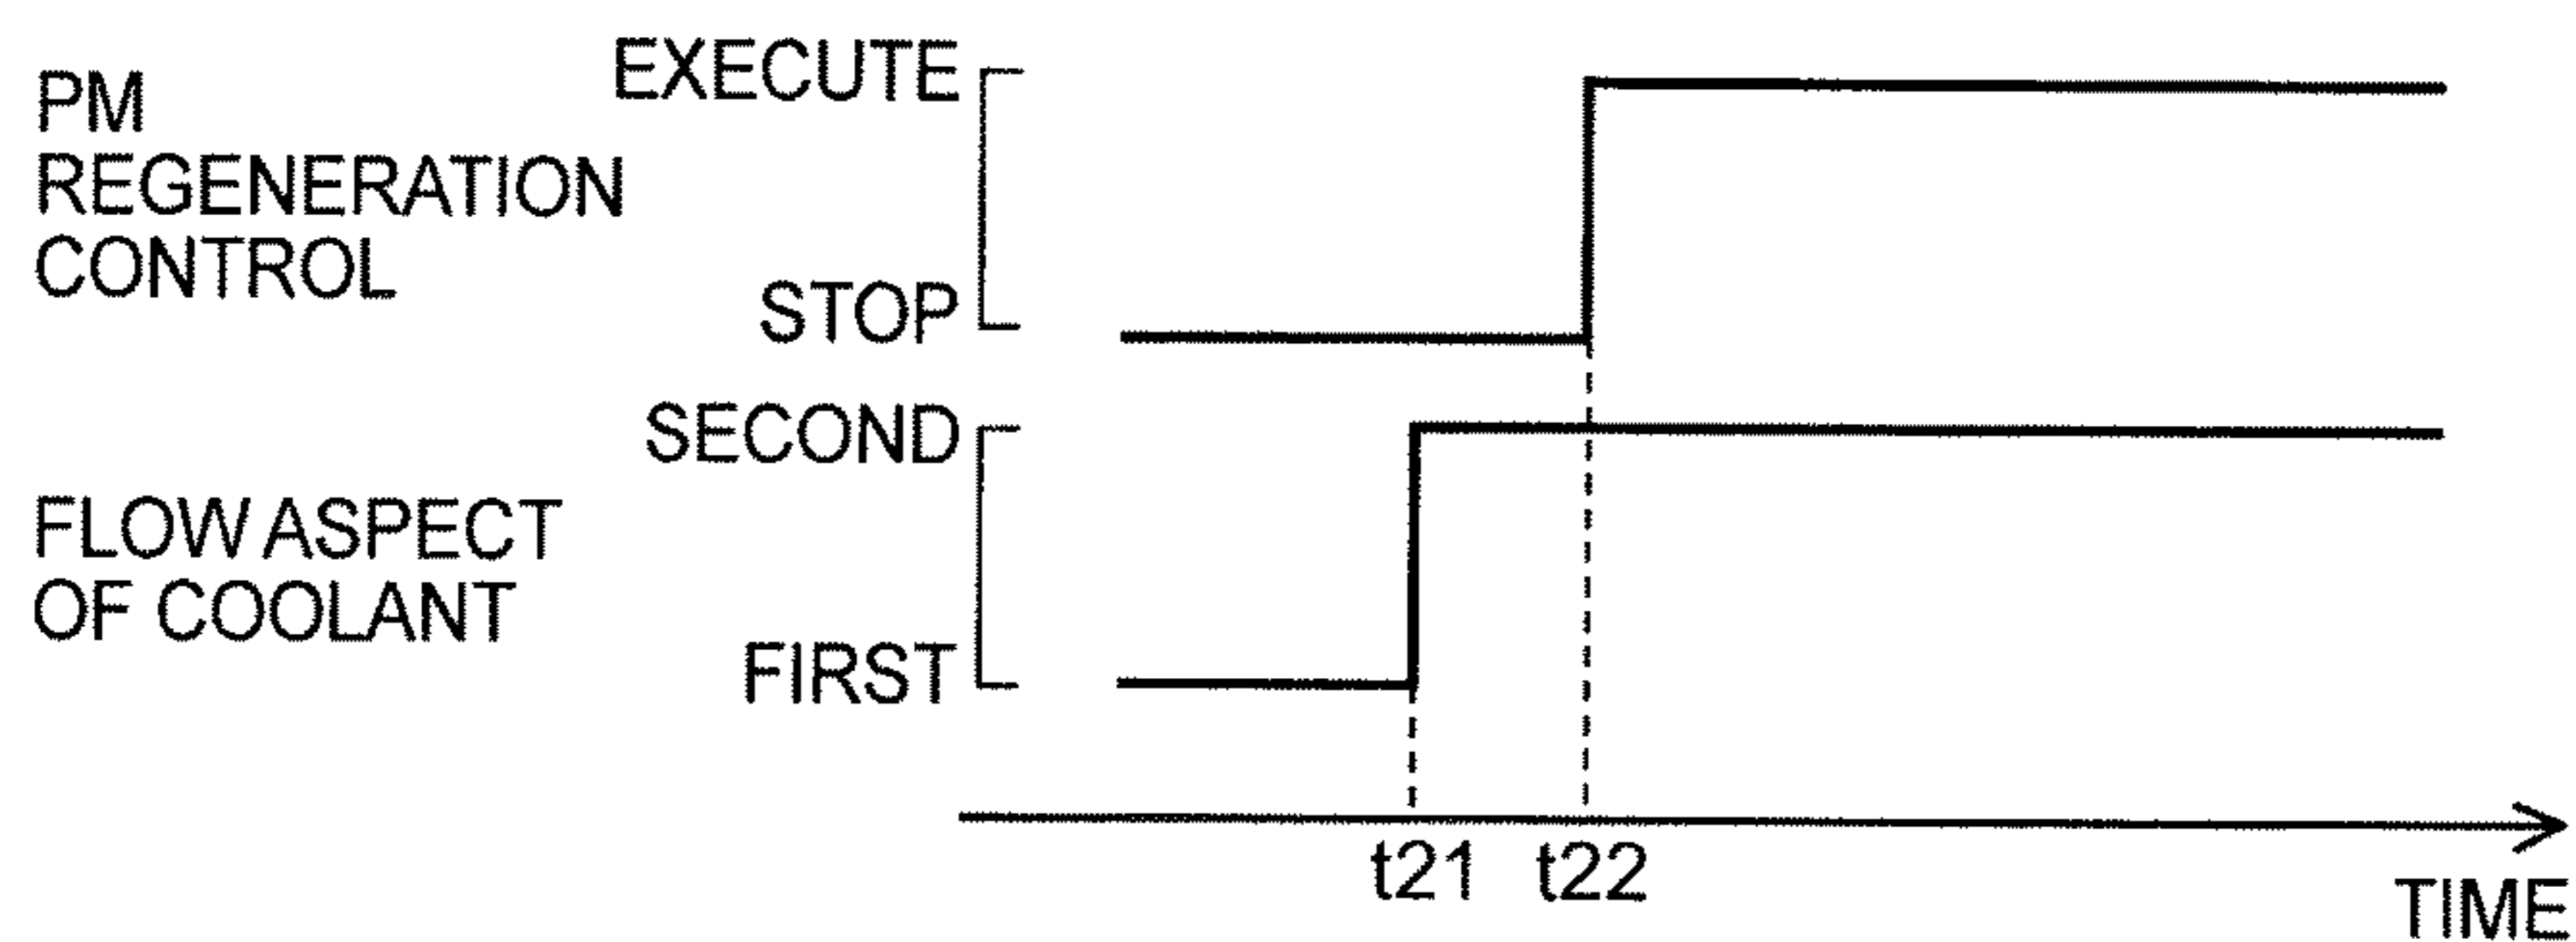 PM
REGENERATION
CONTROL
EXECUTE
STOP
FLOW ASPECT
OF COOLANT
SECOND
FIRST
t21 t22
TIME